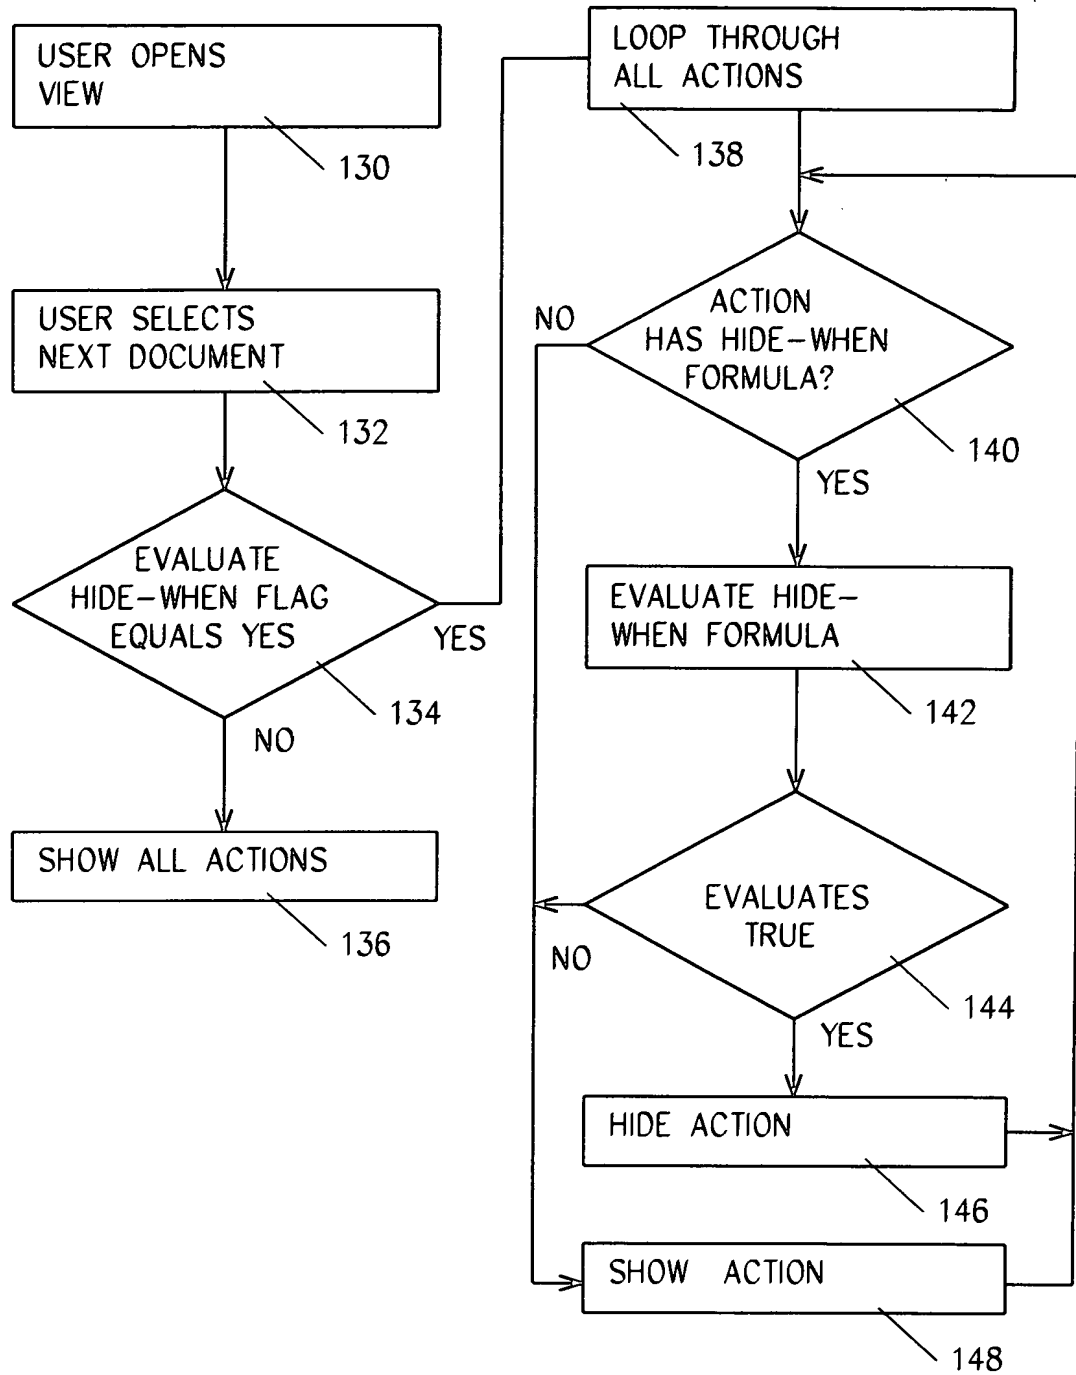 USER OPENS
VIEW
130
USER SELECTS
NEXT DOCUMENT
132
EVALUATE
HIDE-WHEN FLAG
EQUALS YES
YES
134
NO
SHOW ALL ACTIONS
136
LOOP THROUGH
ALL ACTIONS
138
NO
ACTION
HAS HIDE-WHEN
FORMULA?
140
YES
EVALUATE HIDE-
WHEN FORMULA
142
EVALUATES
TRUE
NO
144
YES
HIDE ACTION
146
SHOW ACTION
148